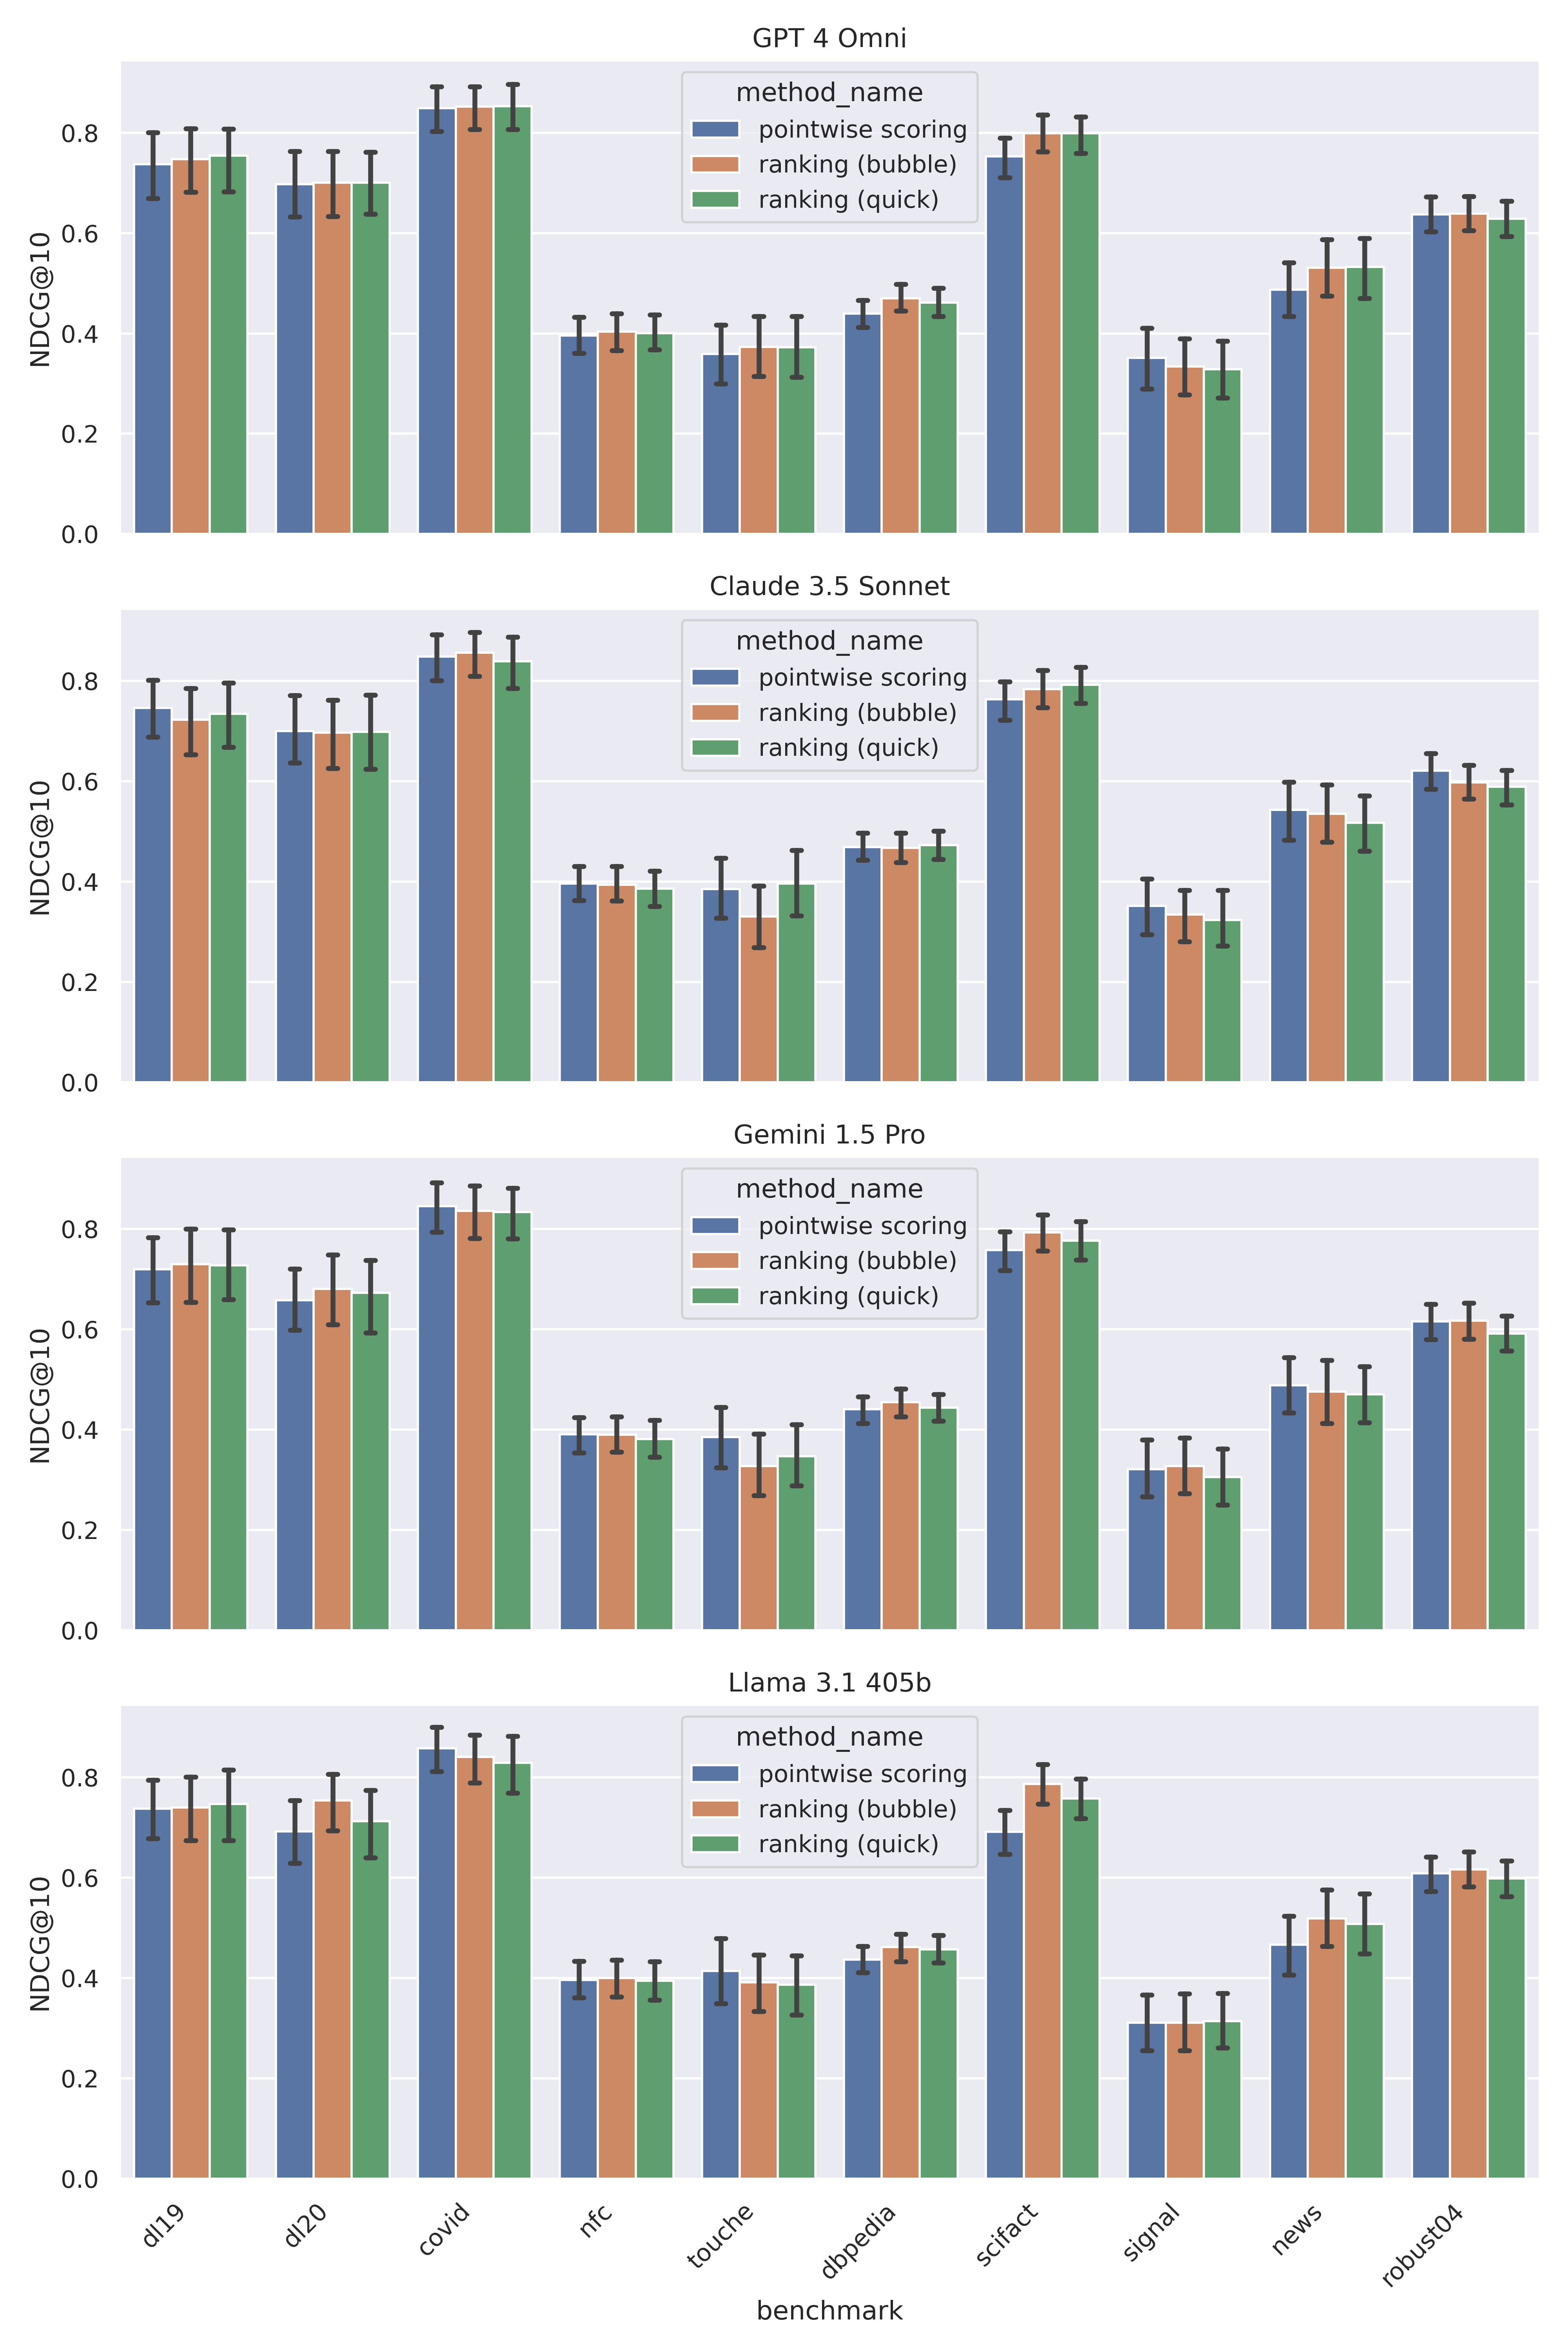 GPT 4 Omni
NDCG@10
0.8
0.6
0.4
0.2
0.0
method_name
pointwise scoring
ranking (bubble)
ranking (quick)
Claude 3.5 Sonnet
NDCG@10
0.8
0.6
0.4
0.2
0.0
method_name
pointwise scoring
ranking (bubble)
ranking (quick)
Gemini 1.5 Pro
NDCG@10
0.8
0.6
0.4
0.2
0.0
method_name
pointwise scoring
ranking (bubble)
ranking (quick)
Llama 3.1 405b
NDCG@10
0.8
0.6
0.4
0.2
0.0
method_name
pointwise scoring
ranking (bubble)
ranking (quick)
dl19
dl20
covid
nfc
touche
dbpedia
scifact
signal
news
robust04
benchmark